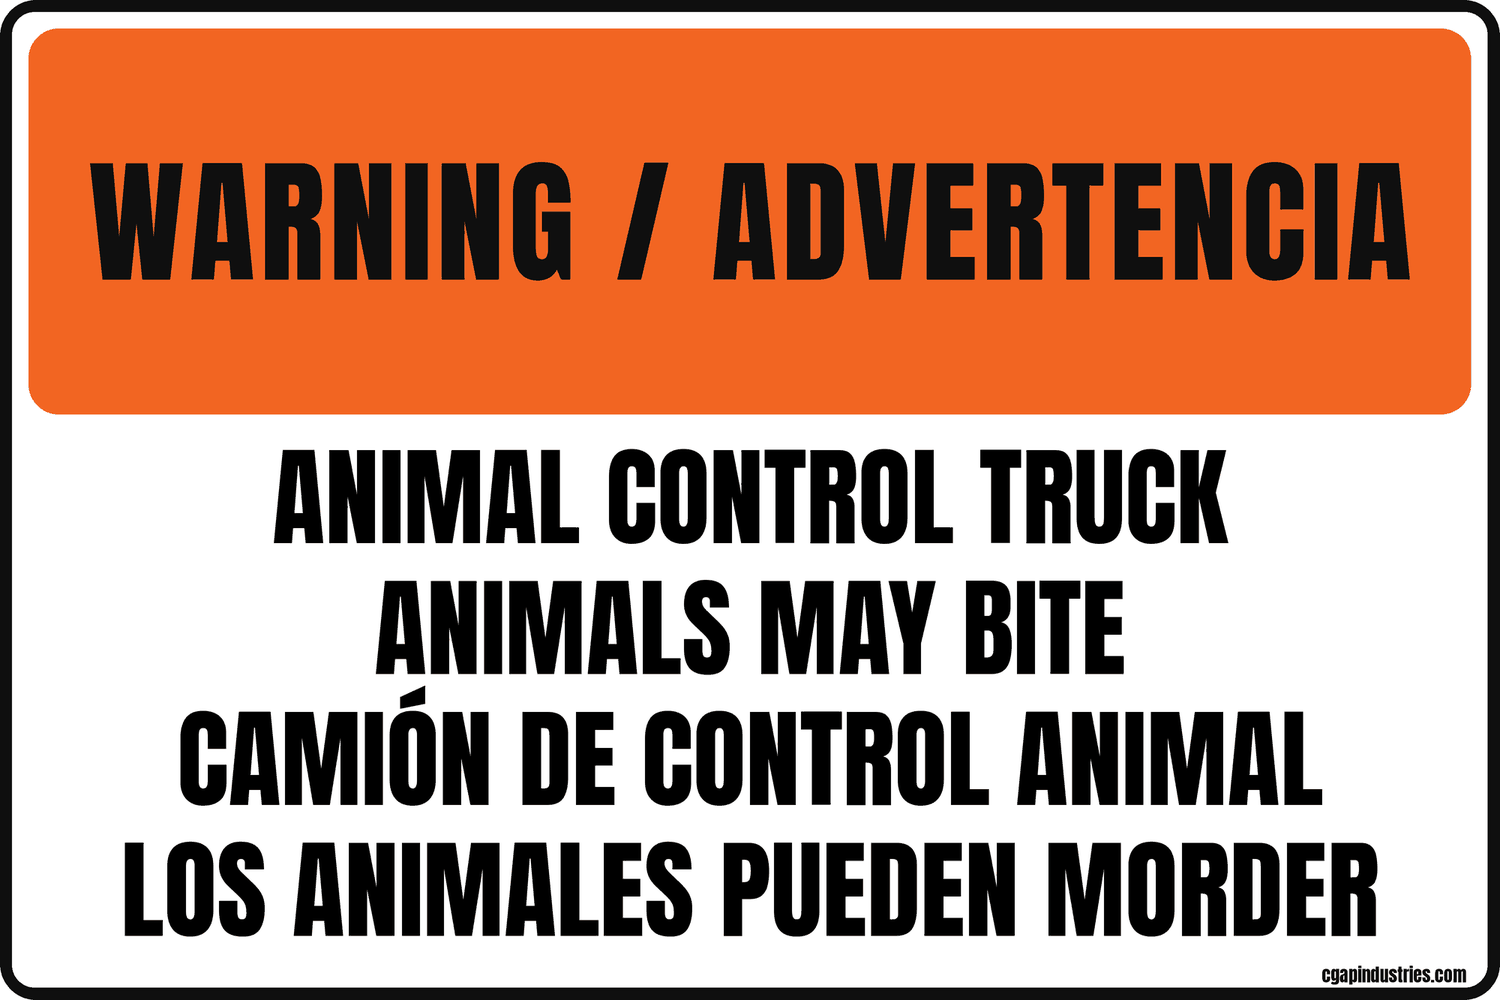 WARNING / ADVERTENCIA
ANIMAL CONTROL TRUCK
ANIMALS MAY BITE
CAMIÓN DE CONTROL ANIMAL
LOS ANIMALES PUEDEN MORDER
cgapindustries.com